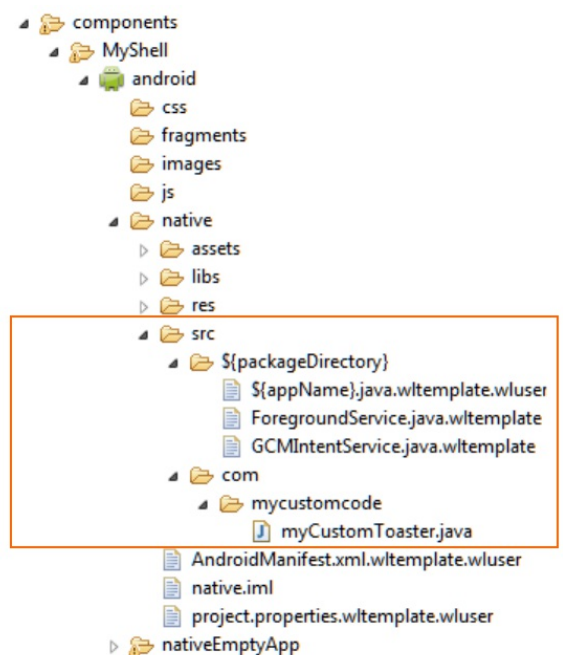 components
MyShell
android
css
fragments
images
js
native
assets
libs
res
src
${packageDirectory}
${appName}.java.wltemplate.wluser
ForegroundService.java.wltemplate
GCMIntentService.java.wltemplate
com
mycustomcode
myCustomToaster.java
AndroidManifest.xml.wltemplate.wluser
native.iml
project.properties.wltemplate.wluser
nativeEmptyApp